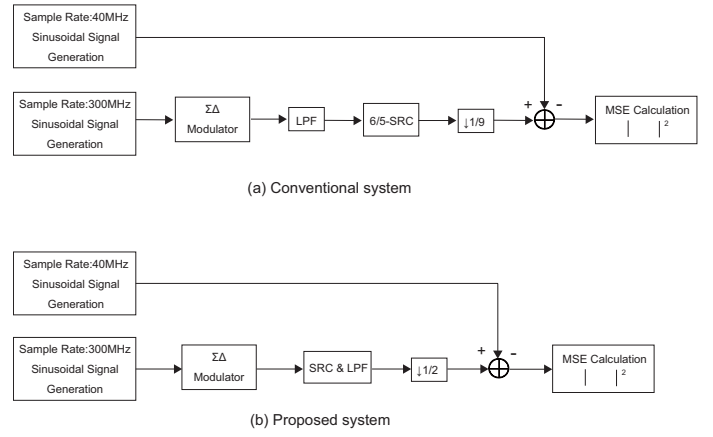 Sample Rate:40MHz
Sinusoidal Signal
Generation
Sample Rate:300MHz
Sinusoidal Signal
Generation
ΣΔ
Modulator
LPF
6/5-SRC
↓1/9
+ -
MSE Calculation
| |²
(a) Conventional system
Sample Rate:40MHz
Sinusoidal Signal
Generation
Sample Rate:300MHz
Sinusoidal Signal
Generation
ΣΔ
Modulator
SRC & LPF
↓1/2
+ -
MSE Calculation
| |²
(b) Proposed system